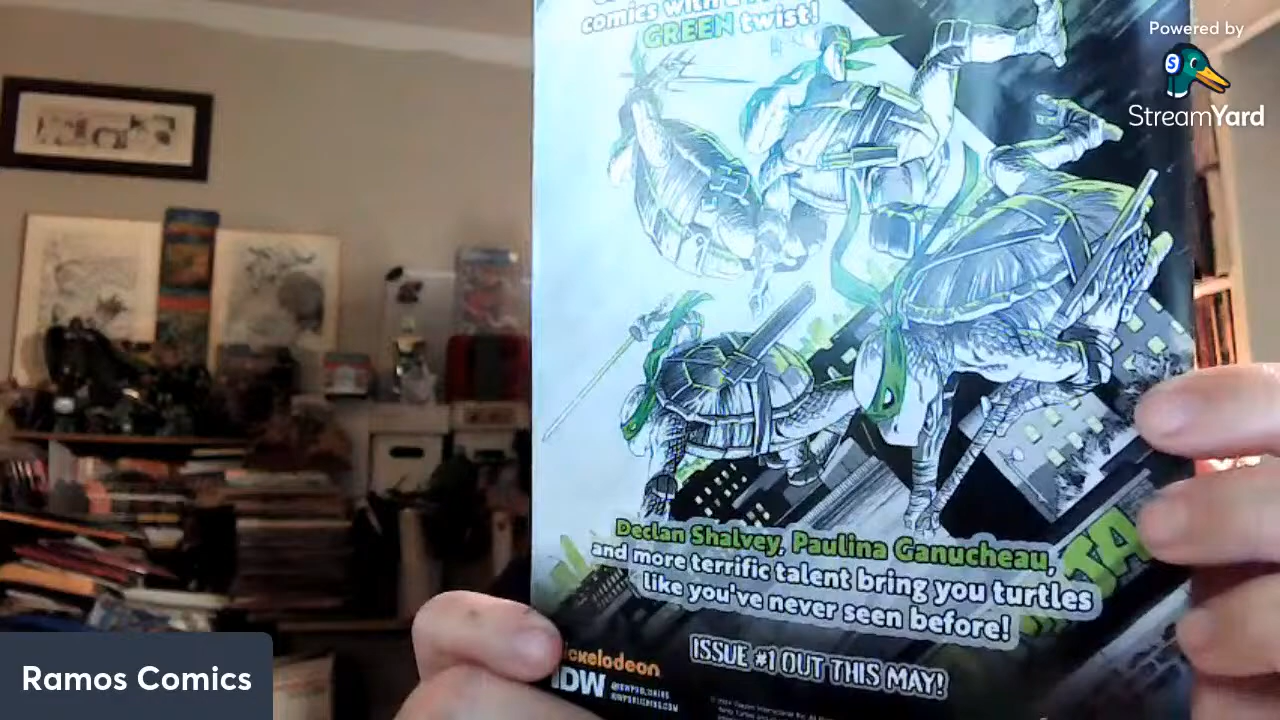 comics with a
GREEN twist!
Powered by
StreamYard
Declan Shalvey, Paulina Ganucheau,
and more terrific talent bring you turtles
like you've never seen before!
ISSUE #1 OUT THIS MAY!
nickelodeon
IDW
Ramos Comics